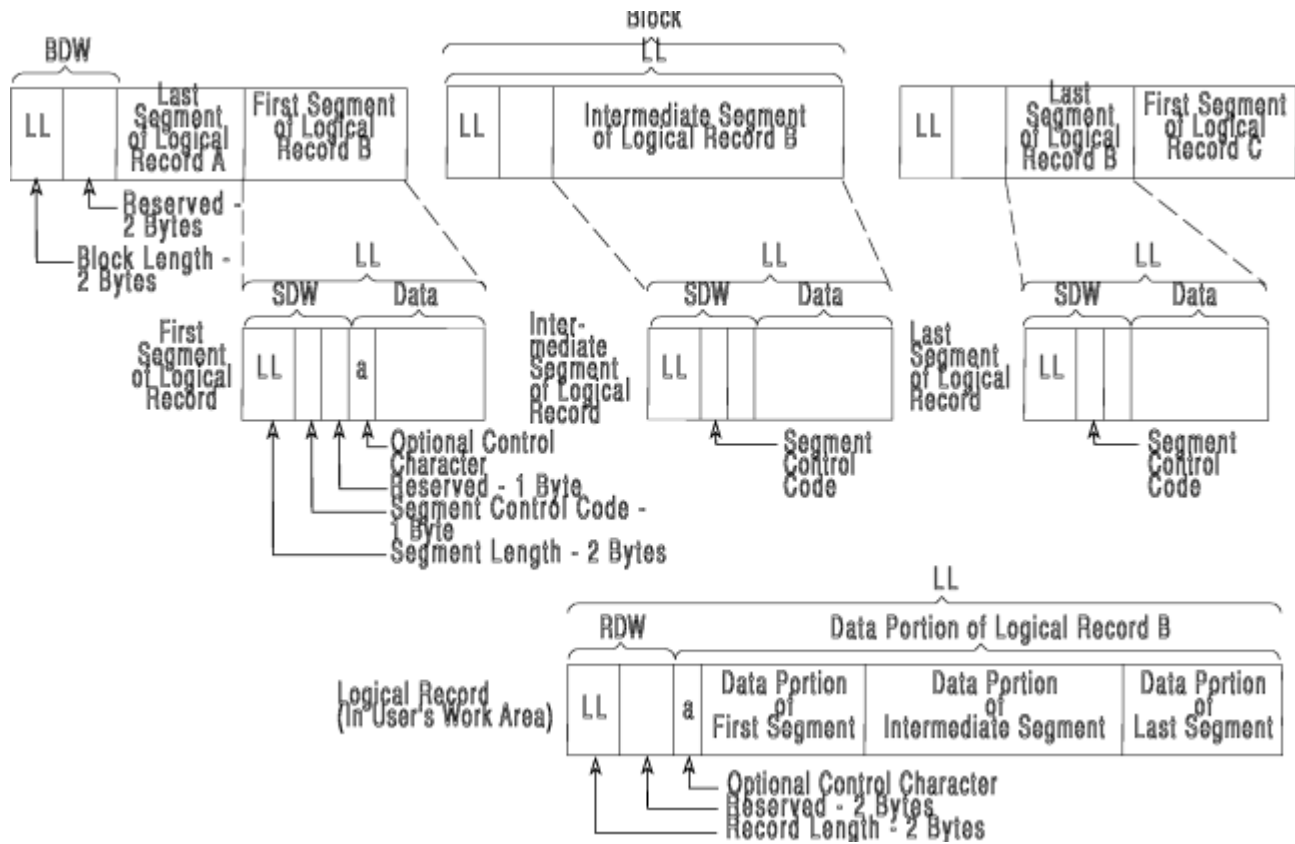 Block
BDW
LL
LL
Last
Segment
of Logical
Record A
First Segment
of Logical
Record B
LL
Intermediate Segment
of Logical Record B
LL
Last
Segment
of Logical
Record B
First Segment
of Logical
Record C
Reserved -
2 Bytes
Block Length -
2 Bytes
LL
SDW
Data
First
Segment
of Logical
Record
LL
a
Optional Control
Character
Reserved - 1 Byte
Segment Control Code -
1 Byte
Segment Length - 2 Bytes
LL
SDW
Data
Inter-
mediate
Segment
of Logical
Record
LL
Segment
Control
Code
LL
SDW
Data
Last
Segment
of Logical
Record
LL
Segment
Control
Code
LL
RDW
Data Portion of Logical Record B
Logical Record
(In User's Work Area)
LL
a
Data Portion
of
First Segment
Data Portion
of
Intermediate Segment
Data Portion
of
Last Segment
Optional Control Character
Reserved - 2 Bytes
Record Length - 2 Bytes